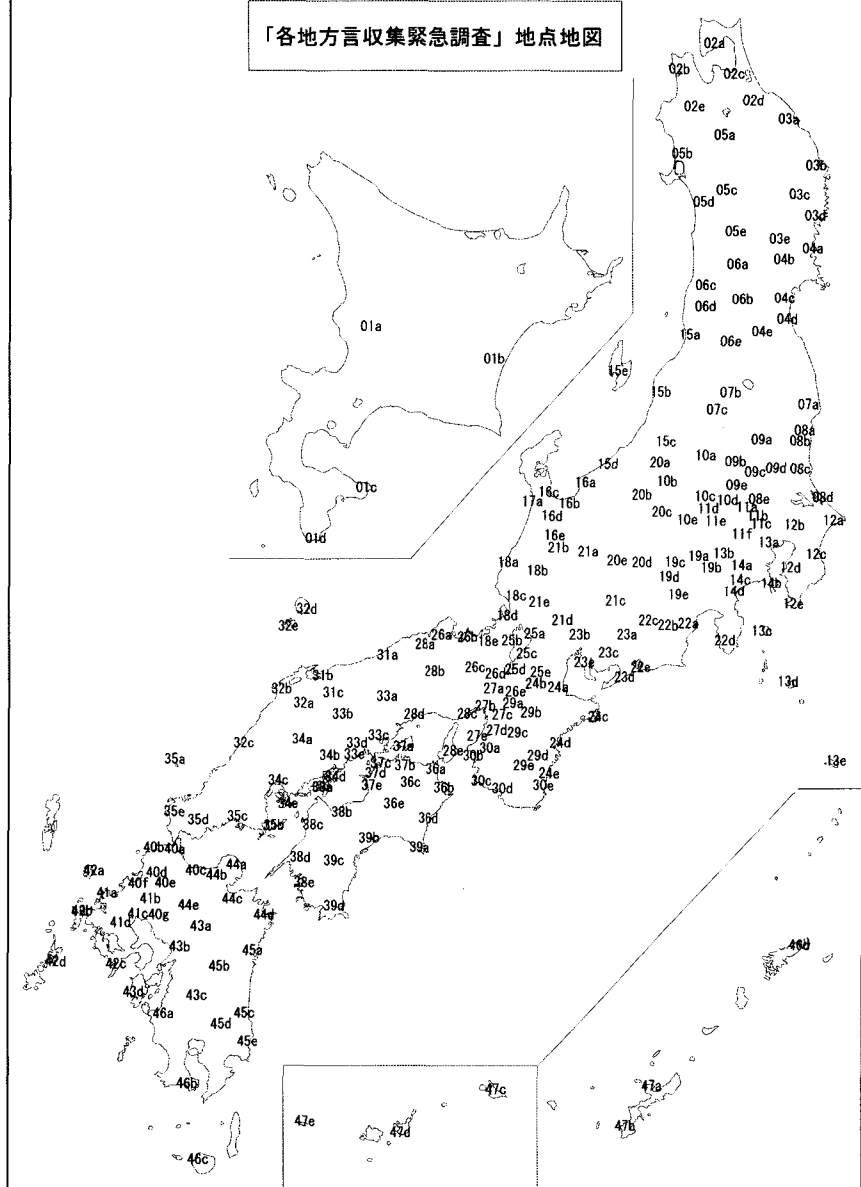 「各地方言収集緊急調査」地点地図
02a
02b
02c
02e
02d
03a
05a
05b
03b
05c
03c
05d
03d
05e
03e
04a
06a
04b
06c
06b
04c
06d
04d
01a
15a
04e
06e
01b
15e
15b
07b
07c
07a
08a
15c
09a
08b
10a
20a
15d
09b
09c
09d
08c
10b
09e
16a
01c
16c
20b
17a
16b
10c
10d
08e
08d
11d
11a
16d
20c
10e
11e
11b
11c
12b
12a
16e
11f
01d
21b
21a
13a
13b
12c
18a
20e
20d
19c
19a
14a
12d
18b
19b
19d
14c
14b
14d
18c
21e
21c
19e
12e
32d
18d
21d
22c
22b
22a
32e
26a
26b
25a
23b
23a
13c
28a
18e
25b
22d
31a
25c
23c
23e
22e
31b
28b
26c
26d
25d
25e
23d
13d
32b
31c
27a
26e
24b
24a
32a
33a
27b
29a
33b
28d
28c
27c
29b
24c
32c
34a
33d
33c
37a
27e
27d
29c
24d
35a
34b
33e
28e
30a
30b
29d
13e
37c
37b
36a
29e
34d
37d
24e
34c
38a
37e
36c
36b
30c
30d
30e
34e
36e
35e
35d
35c
35b
38c
38b
36d
39b
40b
40a
39a
44a
38d
39c
42a
40d
40c
44b
40f
40e
38e
41a
41b
44e
44c
42b
41c
40g
44d
39d
41d
43a
43b
45a
46d
42d
42c
45b
43d
43c
46a
45d
45c
45e
46b
47c
47a
47e
47d
47b
46c